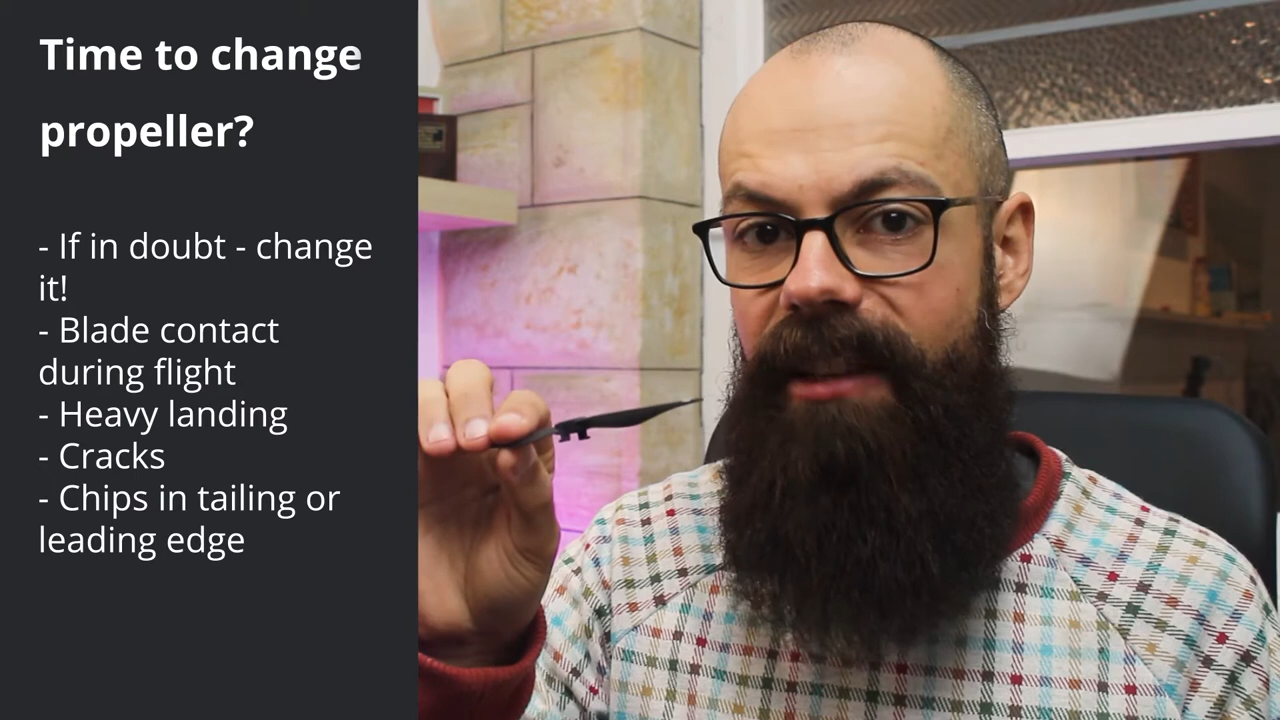 Time to change
propeller?
- If in doubt - change
it!
- Blade contact
during flight
- Heavy landing
- Cracks
- Chips in tailing or
leading edge